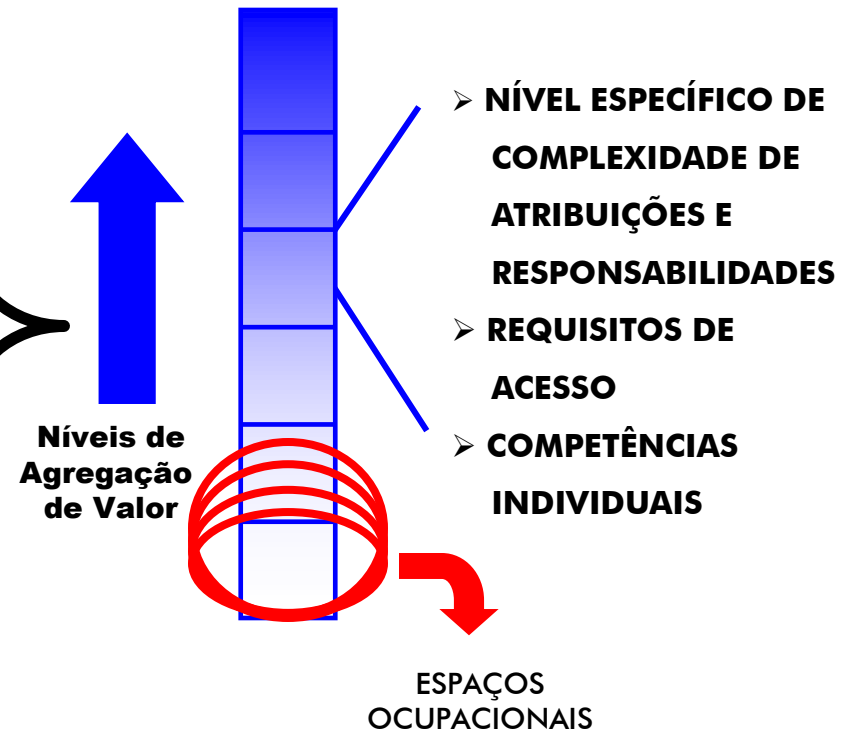 ➢ NÍVEL ESPECÍFICO DE
COMPLEXIDADE DE
ATRIBUIÇÕES E
RESPONSABILIDADES
➢ REQUISITOS DE
ACESSO
➢ COMPETÊNCIAS
INDIVIDUAIS
Níveis de
Agregação
de Valor
ESPAÇOS
OCUPACIONAIS